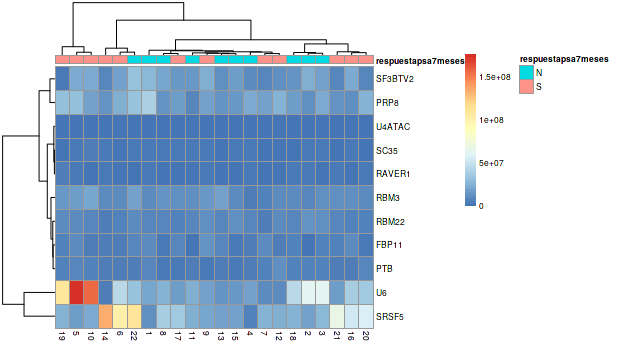 respuestapsa7meses
SF3BTV2
PRP8
U4ATAC
SC35
RAVER1
RBM3
RBM22
FBP11
PTB
U6
SRSF5
19 5 10 14 6 22 1 8 17 11 9 13 15 4 7 12 18 2 3 21 16 20
1.5e+08
1e+08
5e+07
0
respuestapsa7meses
N
S